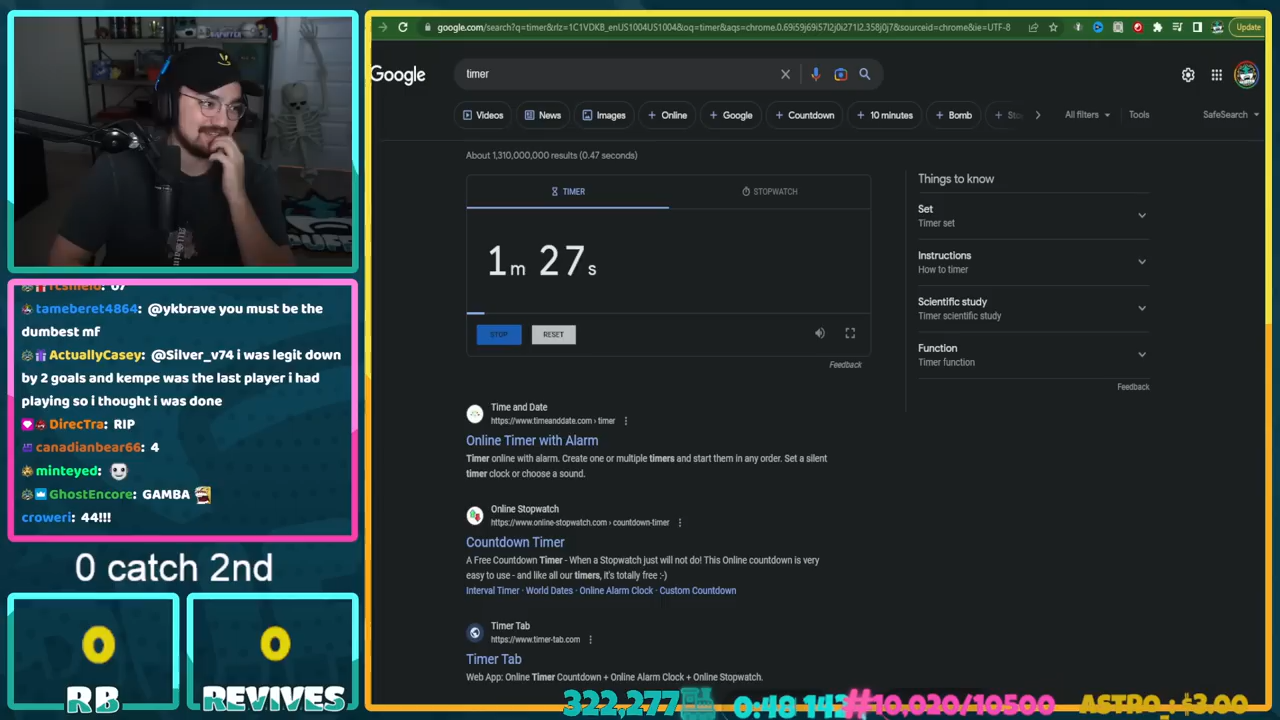 google.com/search?q=timer&rlz=1C1VDKB_enUS1004US1004&oq=timer&aqs=chrome.0.69i59j69i57j0i271l2.358j0j7&sourceid=chrome&ie=UTF-8
Update
Google
timer
Videos
News
Images
+ Online
+ Google
+ Countdown
+ 10 minutes
+ Bomb
All filters
Tools
SafeSearch
About 1,310,000,000 results (0.47 seconds)
TIMER
STOPWATCH
1m 27s
STOP
RESET
Feedback
Things to know
Set
Timer set
Instructions
How to timer
Scientific study
Timer scientific study
Function
Timer function
Feedback
Time and Date
https://www.timeanddate.com › timer
Online Timer with Alarm
Timer online with alarm. Create one or multiple timers and start them in any order. Set a silent
timer clock or choose a sound.
Online Stopwatch
https://www.online-stopwatch.com › countdown-timer
Countdown Timer
A Free Countdown Timer - When a Stopwatch just will not do! This Online countdown is very
easy to use - and like all our timers, it's totally free :-)
Interval Timer · World Dates · Online Alarm Clock · Custom Countdown
Timer Tab
https://www.timer-tab.com
Timer Tab
Web App: Online Timer Countdown + Online Alarm Clock + Online Stopwatch.
tameberet4864: @ykbrave you must be the
dumbest mf
ActuallyCasey: @Silver_v74 i was legit down
by 2 goals and kempe was the last player i had
playing so i thought i was done
DirecTra: RIP
canadianbear66: 4
minteyed:
GhostEncore: GAMBA
croweri: 44!!!
0 catch 2nd
0
RB
0
REVIVES
322,277
0:48 142
10,020/10500
ASTRO_: $3.00